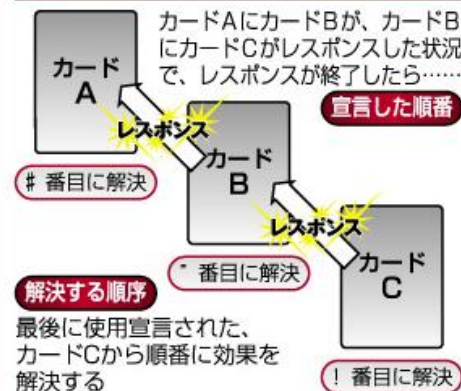 カードAにカードBが、カードB
にカードCがレスポンスした状況
で、レスポンスが終了したら……
宣言した順番
カード
A
レスポンス
♯ 番目に解決
カード
B
レスポンス
" 番目に解決
カード
C
! 番目に解決
解決する順序
最後に使用宣言された、
カードCから順番に効果を
解決する